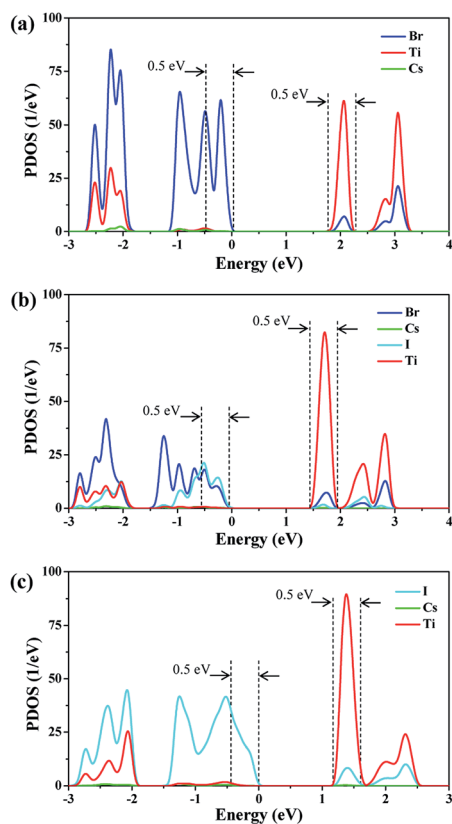 (a)
100
75
50
25
0
PDOS (1/eV)
0.5 eV
0.5 eV
Br
Ti
Cs
-3 -2 -1 0 1 2 3 4
Energy (eV)
(b)
100
75
50
25
0
PDOS (1/eV)
0.5 eV
0.5 eV
Br
Cs
I
Ti
-3 -2 -1 0 1 2 3 4
Energy (eV)
(c)
100
75
50
25
0
PDOS (1/eV)
0.5 eV
0.5 eV
I
Cs
Ti
-3 -2 -1 0 1 2 3
Energy (eV)